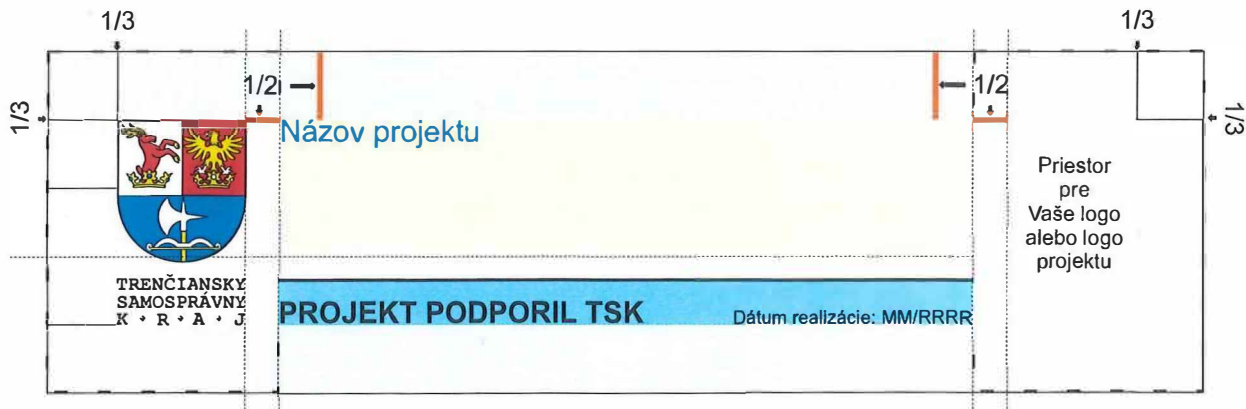 1/3
1/3
1/2
1/2
1/3
Názov projektu
1/3
Priestor
pre
Vaše logo
alebo logo
projektu
TRENČIANSKY
SAMOSPRÁVNY
K • R • A • J
PROJEKT PODPORIL TSK
Dátum realizácie: MM/RRRR